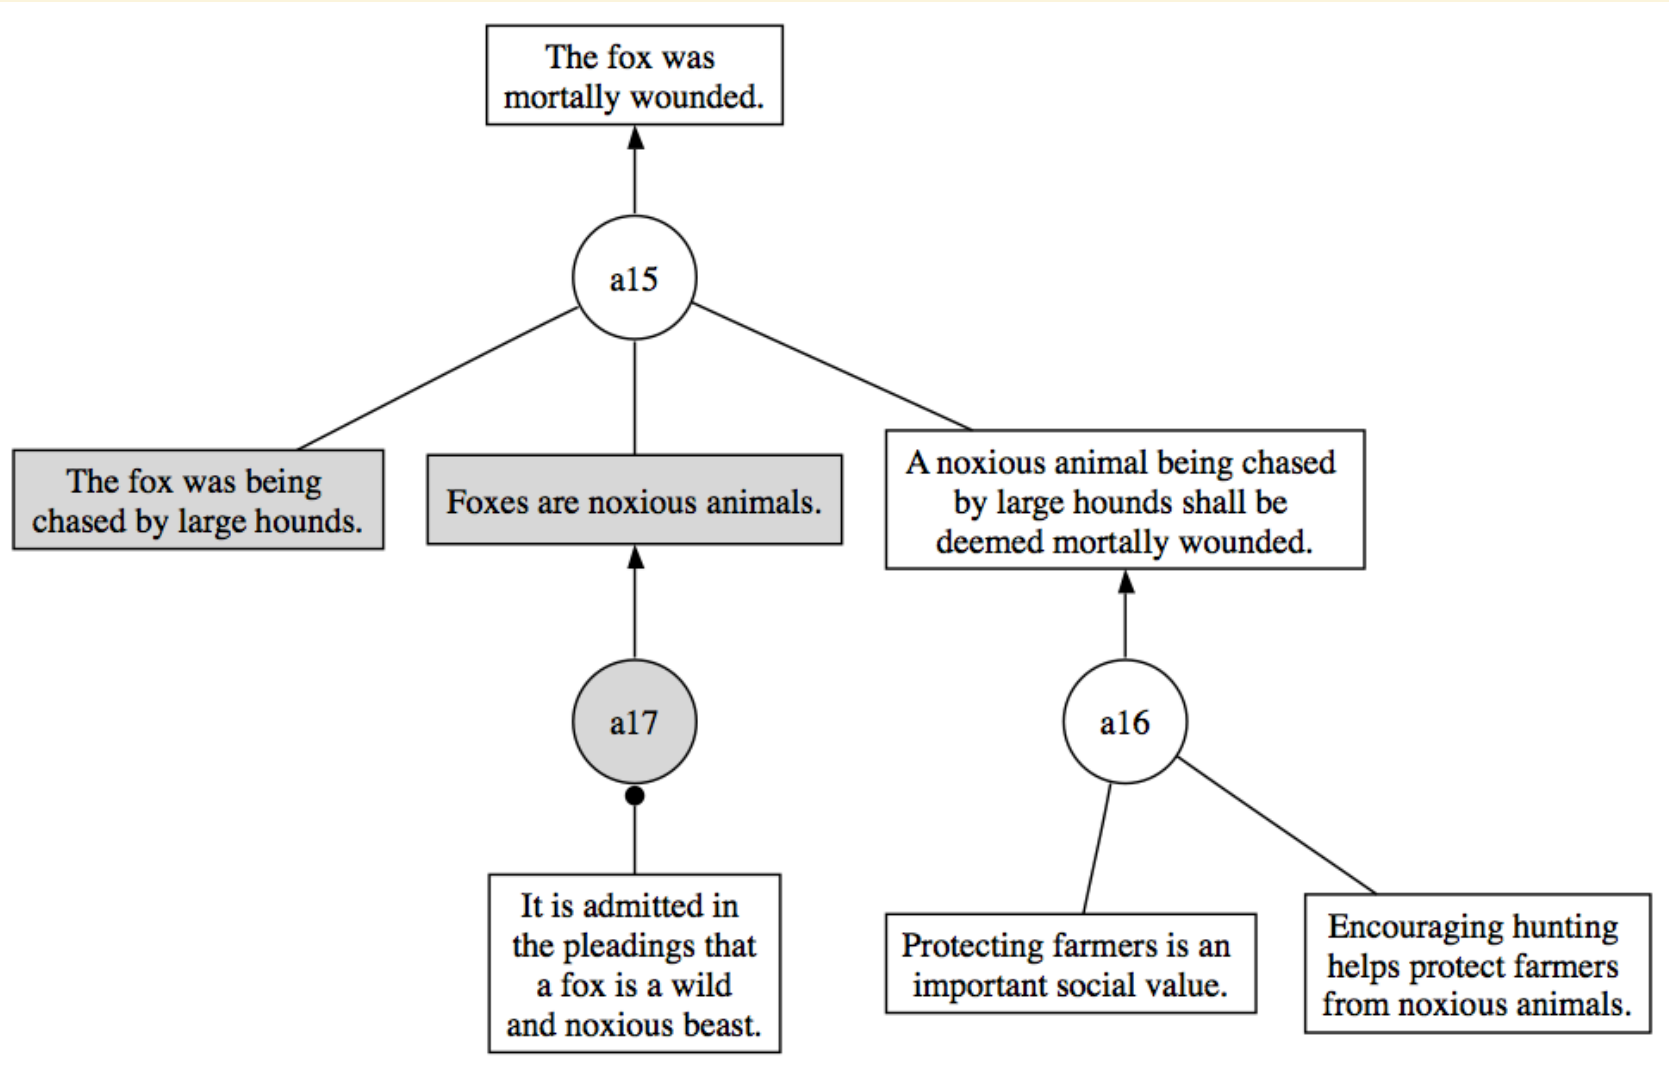 The fox was
mortally wounded.
a15
The fox was being
chased by large hounds.
Foxes are noxious animals.
A noxious animal being chased
by large hounds shall be
deemed mortally wounded.
a17
a16
It is admitted in
the pleadings that
a fox is a wild
and noxious beast.
Protecting farmers is an
important social value.
Encouraging hunting
helps protect farmers
from noxious animals.